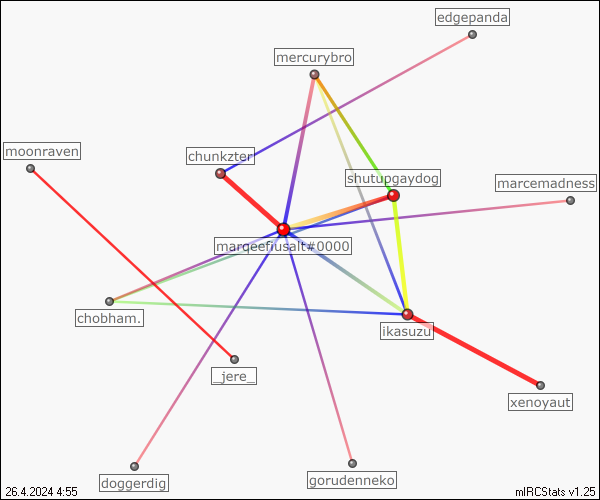 edgepanda
mercurybro
moonraven
chunkzter
shutupgaydog
marcemadness
marqeefiusalt#0000
chobham.
ikasuzu
_jere_
xenoyaut
doggerdig
gorudenneko
26.4.2024 4:55
mIRCStats v1.25